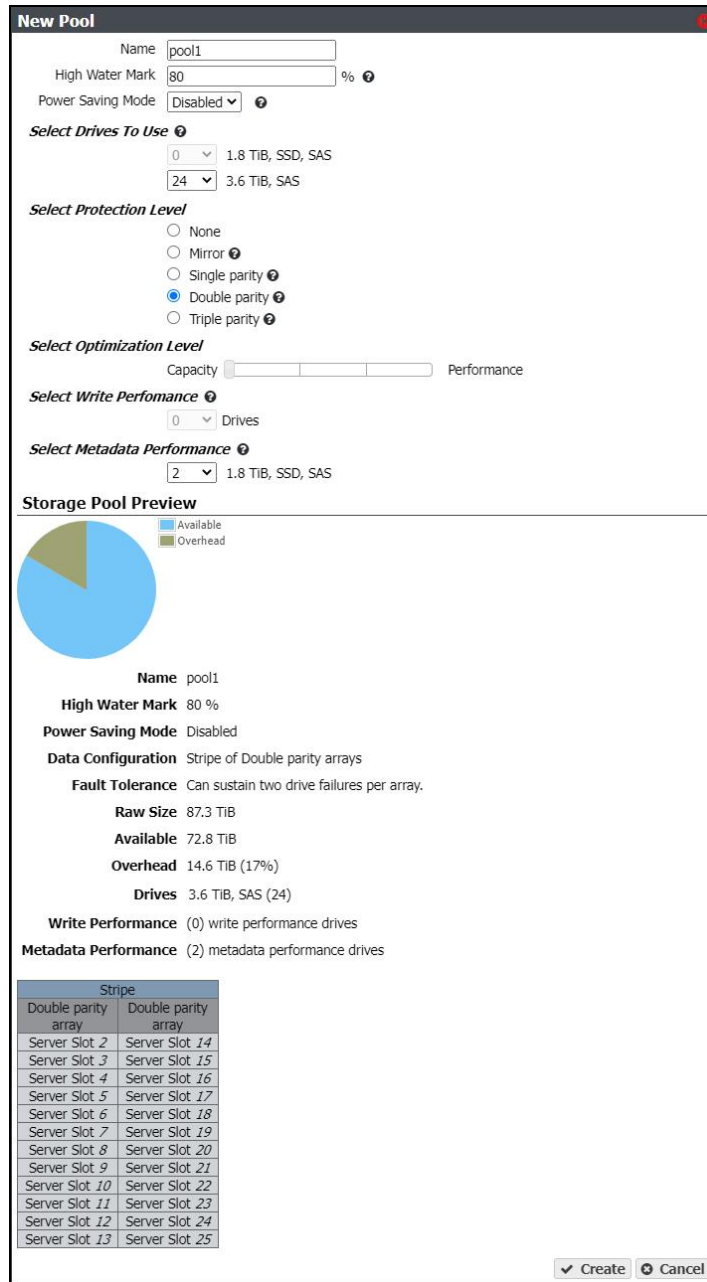 New Pool
Name pool1
High Water Mark 80 %
Power Saving Mode Disabled
Select Drives To Use
0 1.8 TiB, SSD, SAS
24 3.6 TiB, SAS
Select Protection Level
None
Mirror
Single parity
Double parity
Triple parity
Select Optimization Level
Capacity Performance
Select Write Perfomance
0 Drives
Select Metadata Performance
2 1.8 TiB, SSD, SAS
Storage Pool Preview
Available
Overhead
Name pool1
High Water Mark 80 %
Power Saving Mode Disabled
Data Configuration Stripe of Double parity arrays
Fault Tolerance Can sustain two drive failures per array.
Raw Size 87.3 TiB
Available 72.8 TiB
Overhead 14.6 TiB (17%)
Drives 3.6 TiB, SAS (24)
Write Performance (0) write performance drives
Metadata Performance (2) metadata performance drives
Stripe
Double parity array Double parity array
Server Slot 2 Server Slot 14
Server Slot 3 Server Slot 15
Server Slot 4 Server Slot 16
Server Slot 5 Server Slot 17
Server Slot 6 Server Slot 18
Server Slot 7 Server Slot 19
Server Slot 8 Server Slot 20
Server Slot 9 Server Slot 21
Server Slot 10 Server Slot 22
Server Slot 11 Server Slot 23
Server Slot 12 Server Slot 24
Server Slot 13 Server Slot 25
Create Cancel